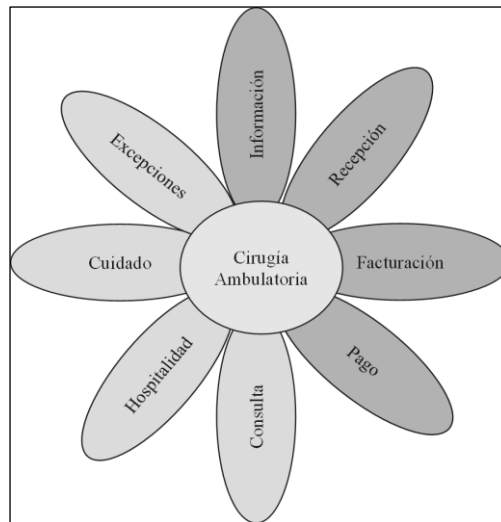 Información
Recepción
Facturación
Pago
Consulta
Hospitalidad
Cuidado
Excepciones
Cirugía
Ambulatoria